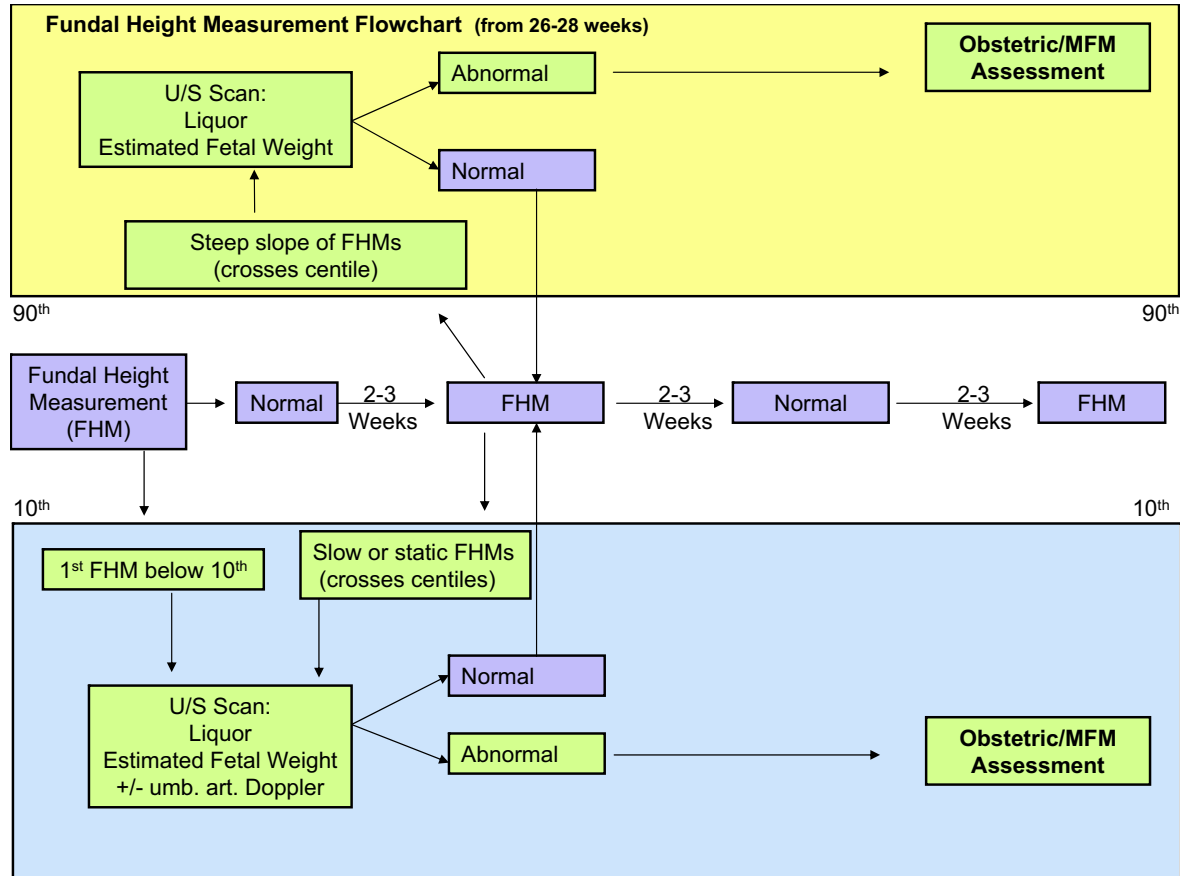 Fundal Height Measurement Flowchart (from 26-28 weeks)
Abnormal
Obstetric/MFM
Assessment
U/S Scan:
Liquor
Estimated Fetal Weight
Normal
Steep slope of FHMs
(crosses centile)
90th
90th
Fundal Height
Measurement
(FHM)
Normal
2-3
Weeks
FHM
2-3
Weeks
Normal
2-3
Weeks
FHM
10th
10th
1st FHM below 10th
Slow or static FHMs
(crosses centiles)
Normal
U/S Scan:
Liquor
Estimated Fetal Weight
+/- umb. art. Doppler
Abnormal
Obstetric/MFM
Assessment